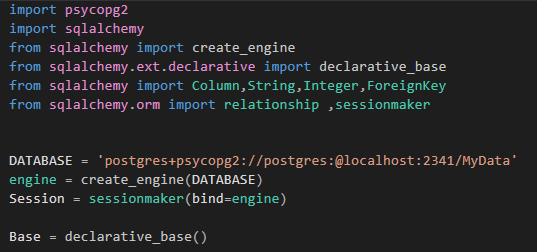 import psycopg2
import sqlalchemy
from sqlalchemy import create_engine
from sqlalchemy.ext.declarative import declarative_base
from sqlalchemy import Column,String,Integer,ForeignKey
from sqlalchemy.orm import relationship ,sessionmaker
DATABASE = 'postgres+psycopg2://postgres:@localhost:2341/MyData'
engine = create_engine(DATABASE)
Session = sessionmaker(bind=engine)
Base = declarative_base()